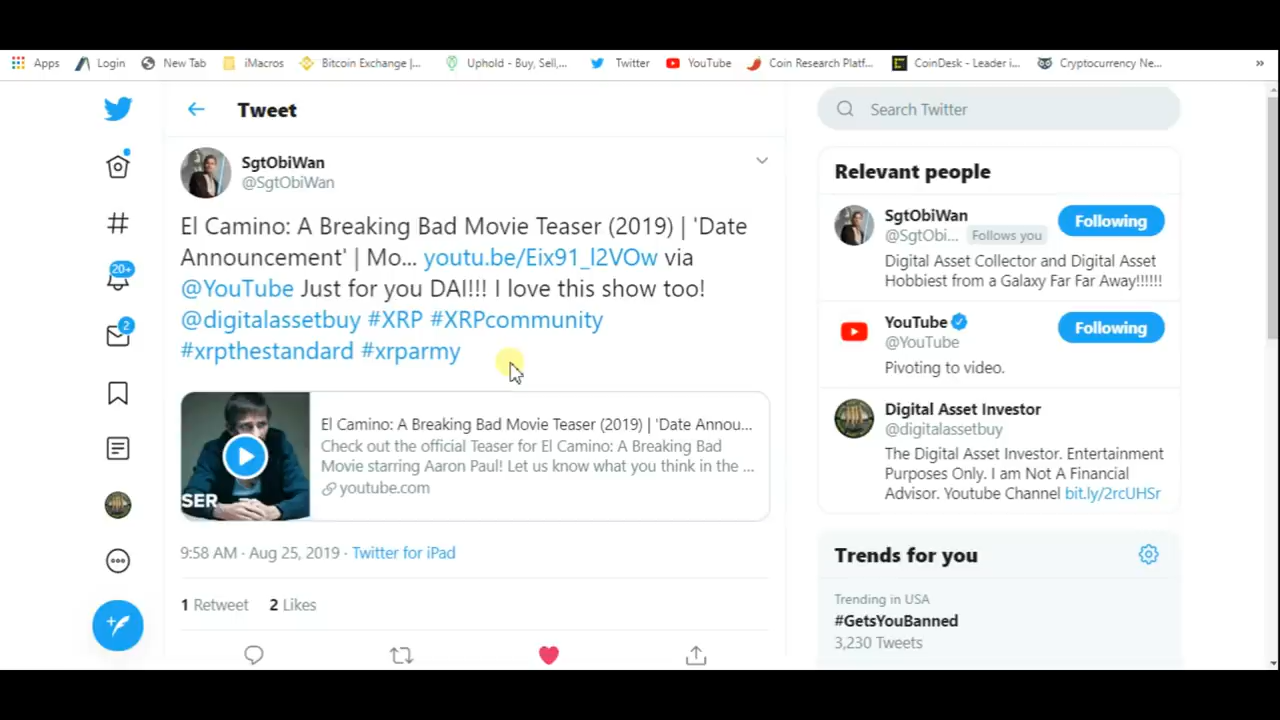 Apps Login New Tab iMacros Bitcoin Exchange |... Uphold - Buy, Sell,... Twitter YouTube Coin Research Platf... CoinDesk - Leader i... Cryptocurrency Ne... »
Tweet
SgtObiWan
@SgtObiWan
El Camino: A Breaking Bad Movie Teaser (2019) | 'Date
Announcement' | Mo... youtu.be/Eix91_l2VOw via
@YouTube Just for you DAI!!! I love this show too!
@digitalassetbuy #XRP #XRPcommunity
#xrpthestandard #xrparmy
SER
El Camino: A Breaking Bad Movie Teaser (2019) | 'Date Annou...
Check out the official Teaser for El Camino: A Breaking Bad
Movie starring Aaron Paul! Let us know what you think in the ...
youtube.com
9:58 AM · Aug 25, 2019 · Twitter for iPad
1 Retweet 2 Likes
20+
2
Search Twitter
Relevant people
SgtObiWan
@SgtObi... Follows you
Following
Digital Asset Collector and Digital Asset
Hobbiest from a Galaxy Far Far Away!!!!!!
YouTube
@YouTube
Following
Pivoting to video.
Digital Asset Investor
@digitalassetbuy
The Digital Asset Investor. Entertainment
Purposes Only. I am Not A Financial
Advisor. Youtube Channel bit.ly/2rcUHSr
Trends for you
Trending in USA
#GetsYouBanned
3,230 Tweets